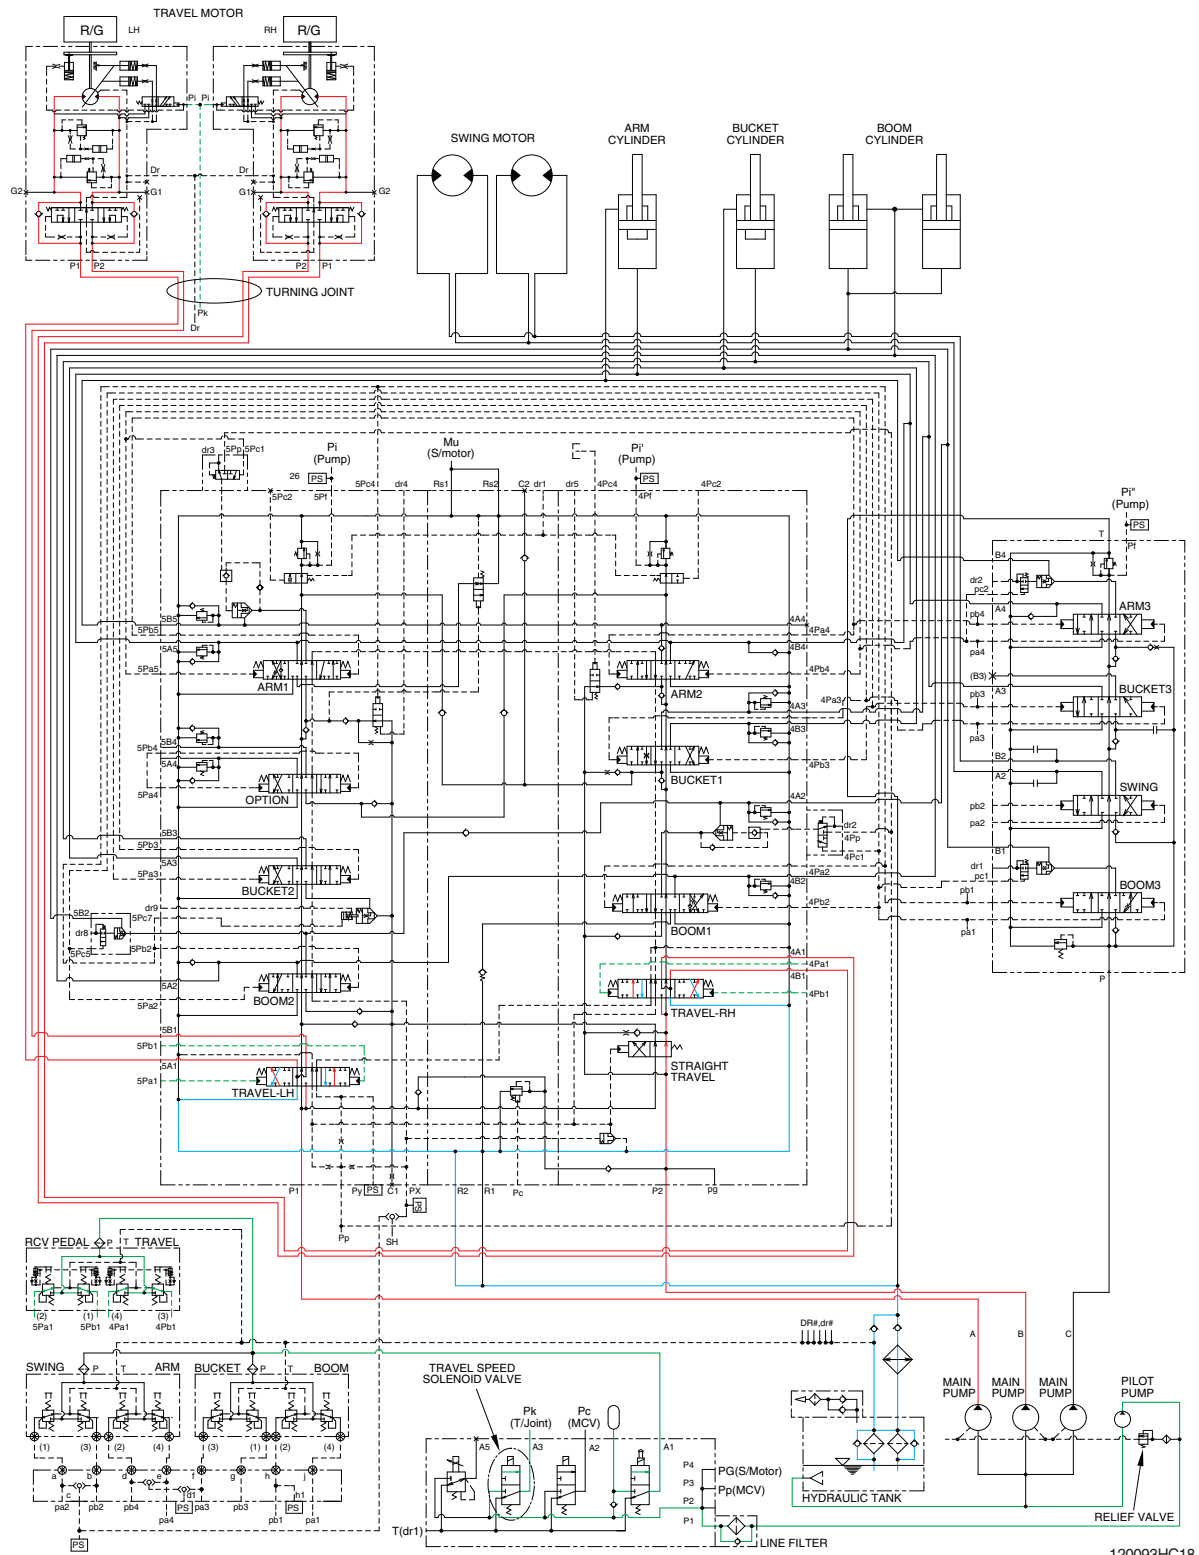 TRAVEL MOTOR
R/G LH RH R/G
Pi Pi
Dr Dr
G2 G1 G1 G2
P1 P2 P2 P1
TURNING JOINT
Pk
Dr
SWING MOTOR
ARM
CYLINDER
BUCKET
CYLINDER
BOOM
CYLINDER
dr3 5Pp 5Pc1
Pi
(Pump)
26 PS
Mu
(S/motor)
Pi'
(Pump)
PS
5Pc2 5Pf 5Pc4 dr4 Rs1 Rs2 C2 dr1 dr5 4Pc4 4Pf 4Pc2
Pi"
(Pump)
PS
T Pf
B4
dr2
pc2
A4
ARM3
pb4
pa4
(B3)
A3
BUCKET3
pb3
pa3
B2
A2
SWING
pb2
pa2
B1
dr1
pc1
pb1
BOOM3
pa1
P
5B5
5Pb5
5A5
5Pa5
ARM1
5B4
5Pb4
5A4
5Pa4
OPTION
5B3
5Pb3
5A3
5Pa3
BUCKET2
dr9
5B2
5Pc7
dr8
5Pc5
5Pb2
5A2
5Pa2
BOOM2
5B1
5Pb1
5A1
5Pa1
TRAVEL-LH
4A4
4Pa4
4B4
4Pb4
ARM2
4A3
4Pa3
4B3
4Pb3
BUCKET1
4A2
dr2
4Pp
4Pc1
4Pa2
4B2
4Pb2
BOOM1
4A1
4Pa1
4B1
4Pb1
TRAVEL-RH
STRAIGHT
TRAVEL
P1 Py PS C1 PX R2 R1 Pc P2 pg
PS
Pp SH
RCV PEDAL P T TRAVEL
(2) (1) (4) (3)
5Pa1 5Pb1 4Pa1 4Pb1
SWING P T ARM
BUCKET P T BOOM
(1) (3) (2) (4) (3) (1) (2) (4)
a b d e f g h j
c d1 h1
pa2 pb2 pb4 PS pa3 pb3 PS
pa4 pb1 pa1
PS
TRAVEL SPEED
SOLENOID VALVE
Pk
(T/Joint)
Pc
(MCV)
A5 A3 A2 A1
P4
PG(S/Motor)
P3
Pp(MCV)
P2
P1
T(dr1)
LINE FILTER
DR#,dr#
HYDRAULIC TANK
A B C
MAIN
PUMP
MAIN
PUMP
MAIN
PUMP
PILOT
PUMP
RELIEF VALVE
120093HC18